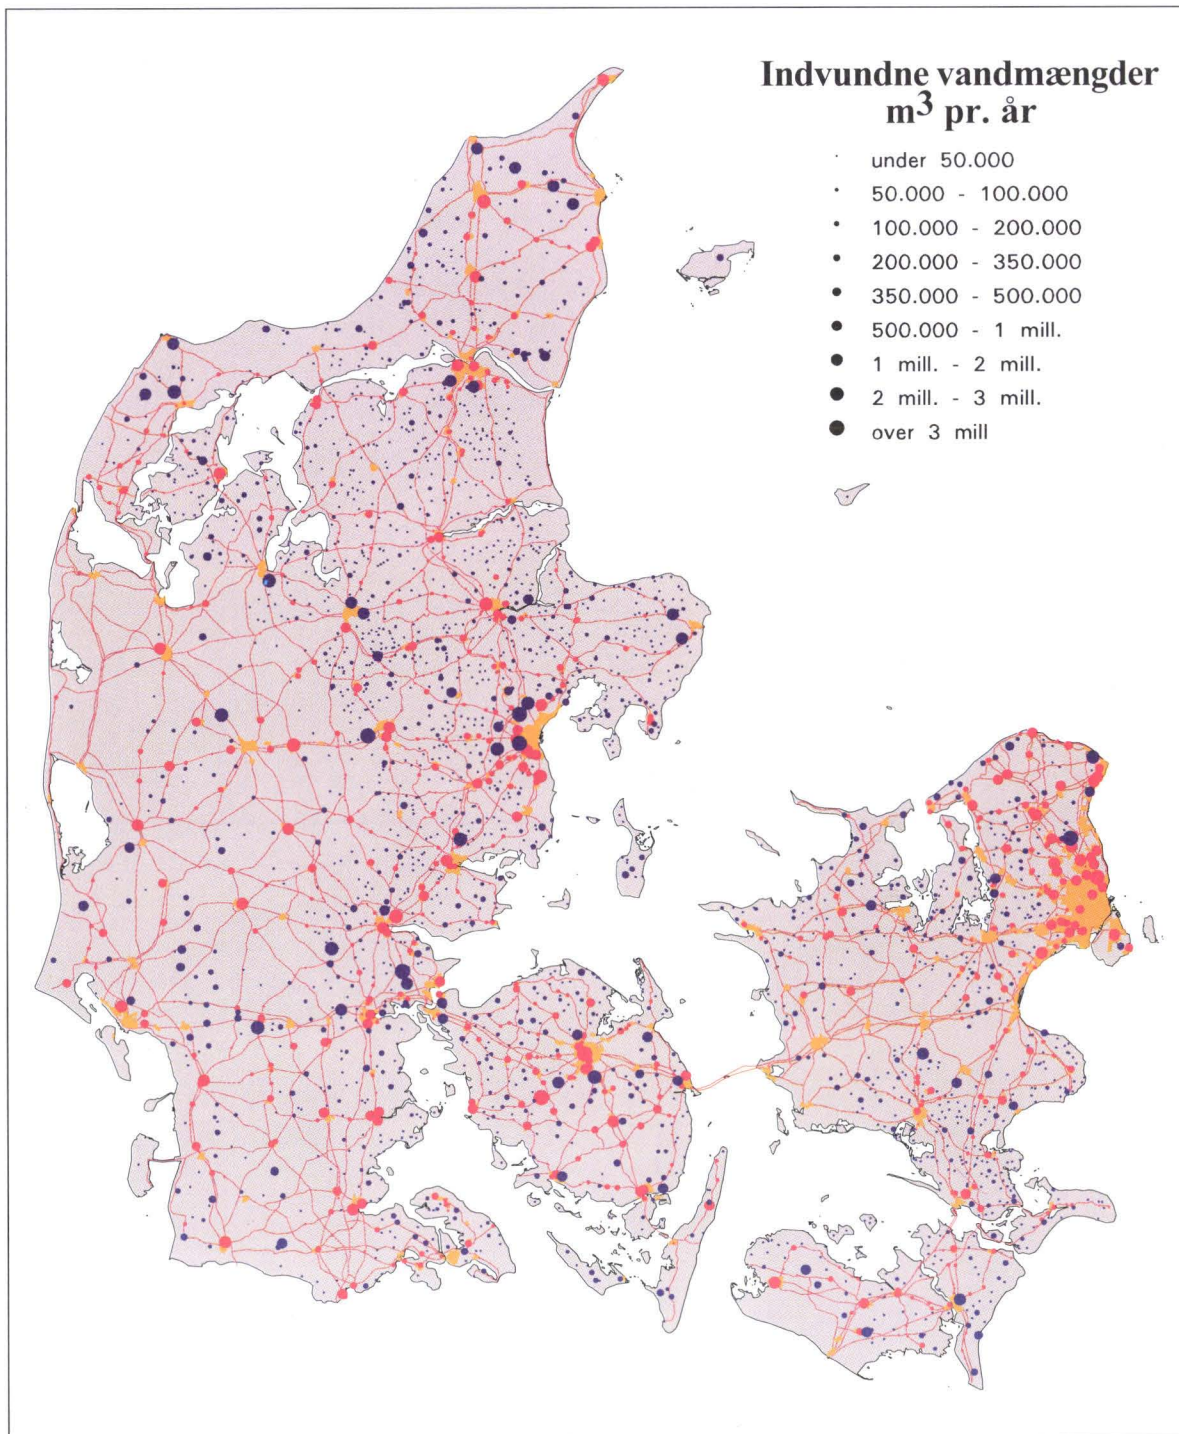 Indvundne vandmængder
m³ pr. år
under 50.000
50.000 - 100.000
100.000 - 200.000
200.000 - 350.000
350.000 - 500.000
500.000 - 1 mill.
1 mill. - 2 mill.
2 mill. - 3 mill.
over 3 mill